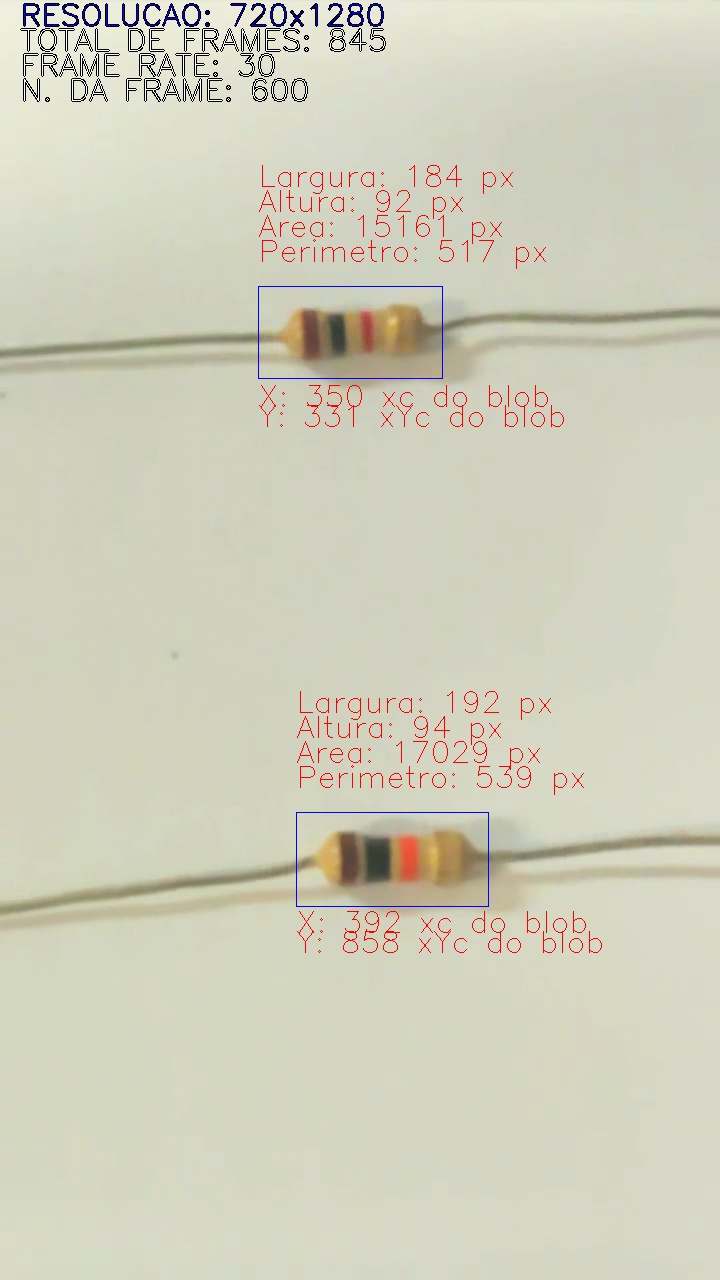 RESOLUCAO: 720x1280
TOTAL DE FRAMES: 845
FRAME RATE: 30
N. DA FRAME: 600
Largura: 184 px
Altura: 92 px
Area: 15161 px
Perimetro: 517 px
X: 350 xc do blob
Y: 331 xYc do blob
Largura: 192 px
Altura: 94 px
Area: 17029 px
Perimetro: 539 px
X: 392 xc do blob
Y: 858 xYc do blob